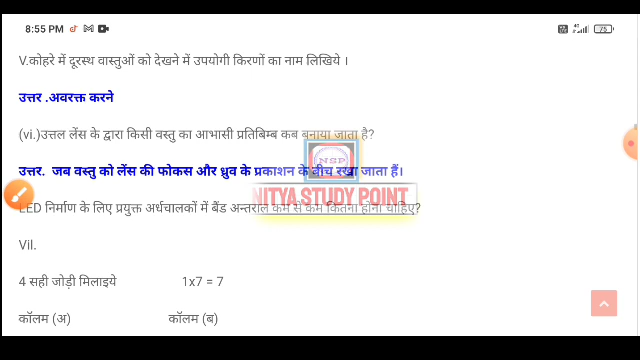 8:55 PM
75
V.कोहरे में दूरस्थ वास्तुओं को देखने में उपयोगी किरणों का नाम लिखिये ।
उत्तर .अवरक्त करने
(vi.)उत्तल लेंस के द्वारा किसी वस्तु का आभासी प्रतिबिम्ब कब बनाया जाता है?
NSP
उत्तर. जब वस्तु को लेंस की फोकस और ध्रुव के प्रकाशन के बीच रखा जाता हैं।
NITYA STUDY POINT
LED निर्माण के लिए प्रयुक्त अर्धचालकों में बैंड अन्तराल कम से कम कितना होना चाहिए?
Vil.
4 सही जोड़ी मिलाइये 1x7 = 7
कॉलम (अ) कॉलम (ब)